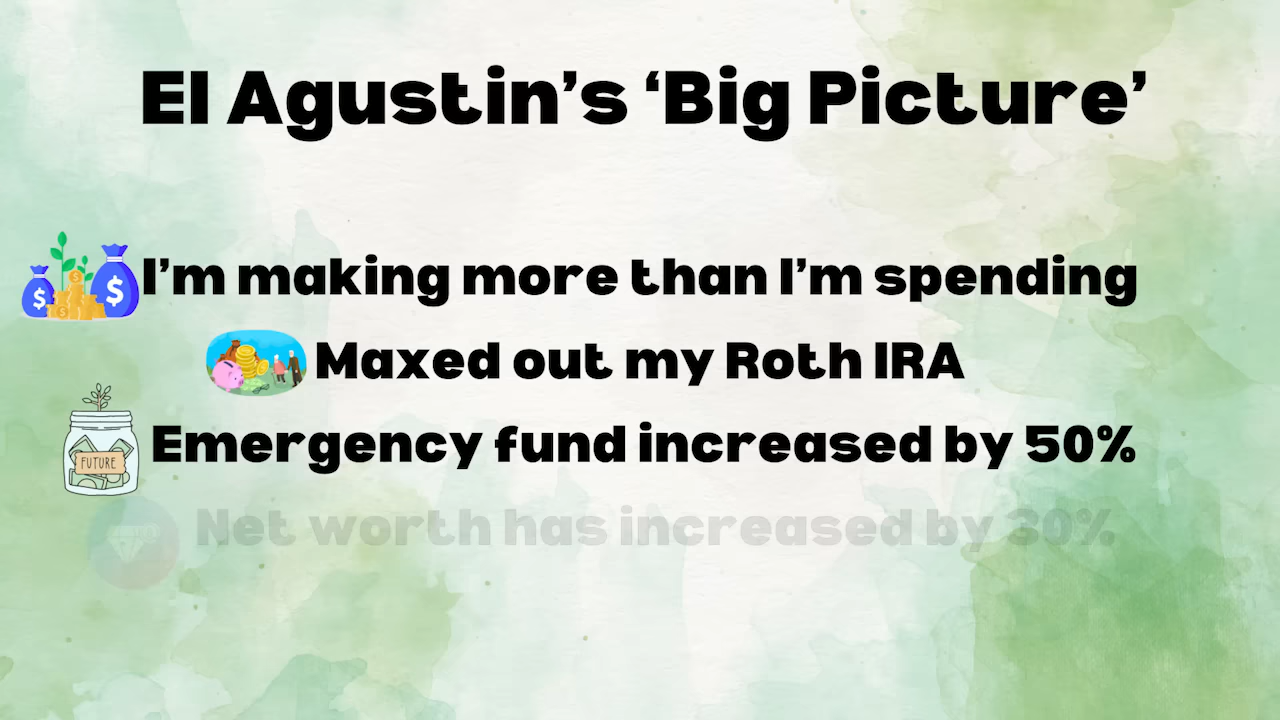 El Agustin's ‘Big Picture’
I’m making more than I’m spending
Maxed out my Roth IRA
Emergency fund increased by 50%
FUTURE
Net worth has increased by 30%